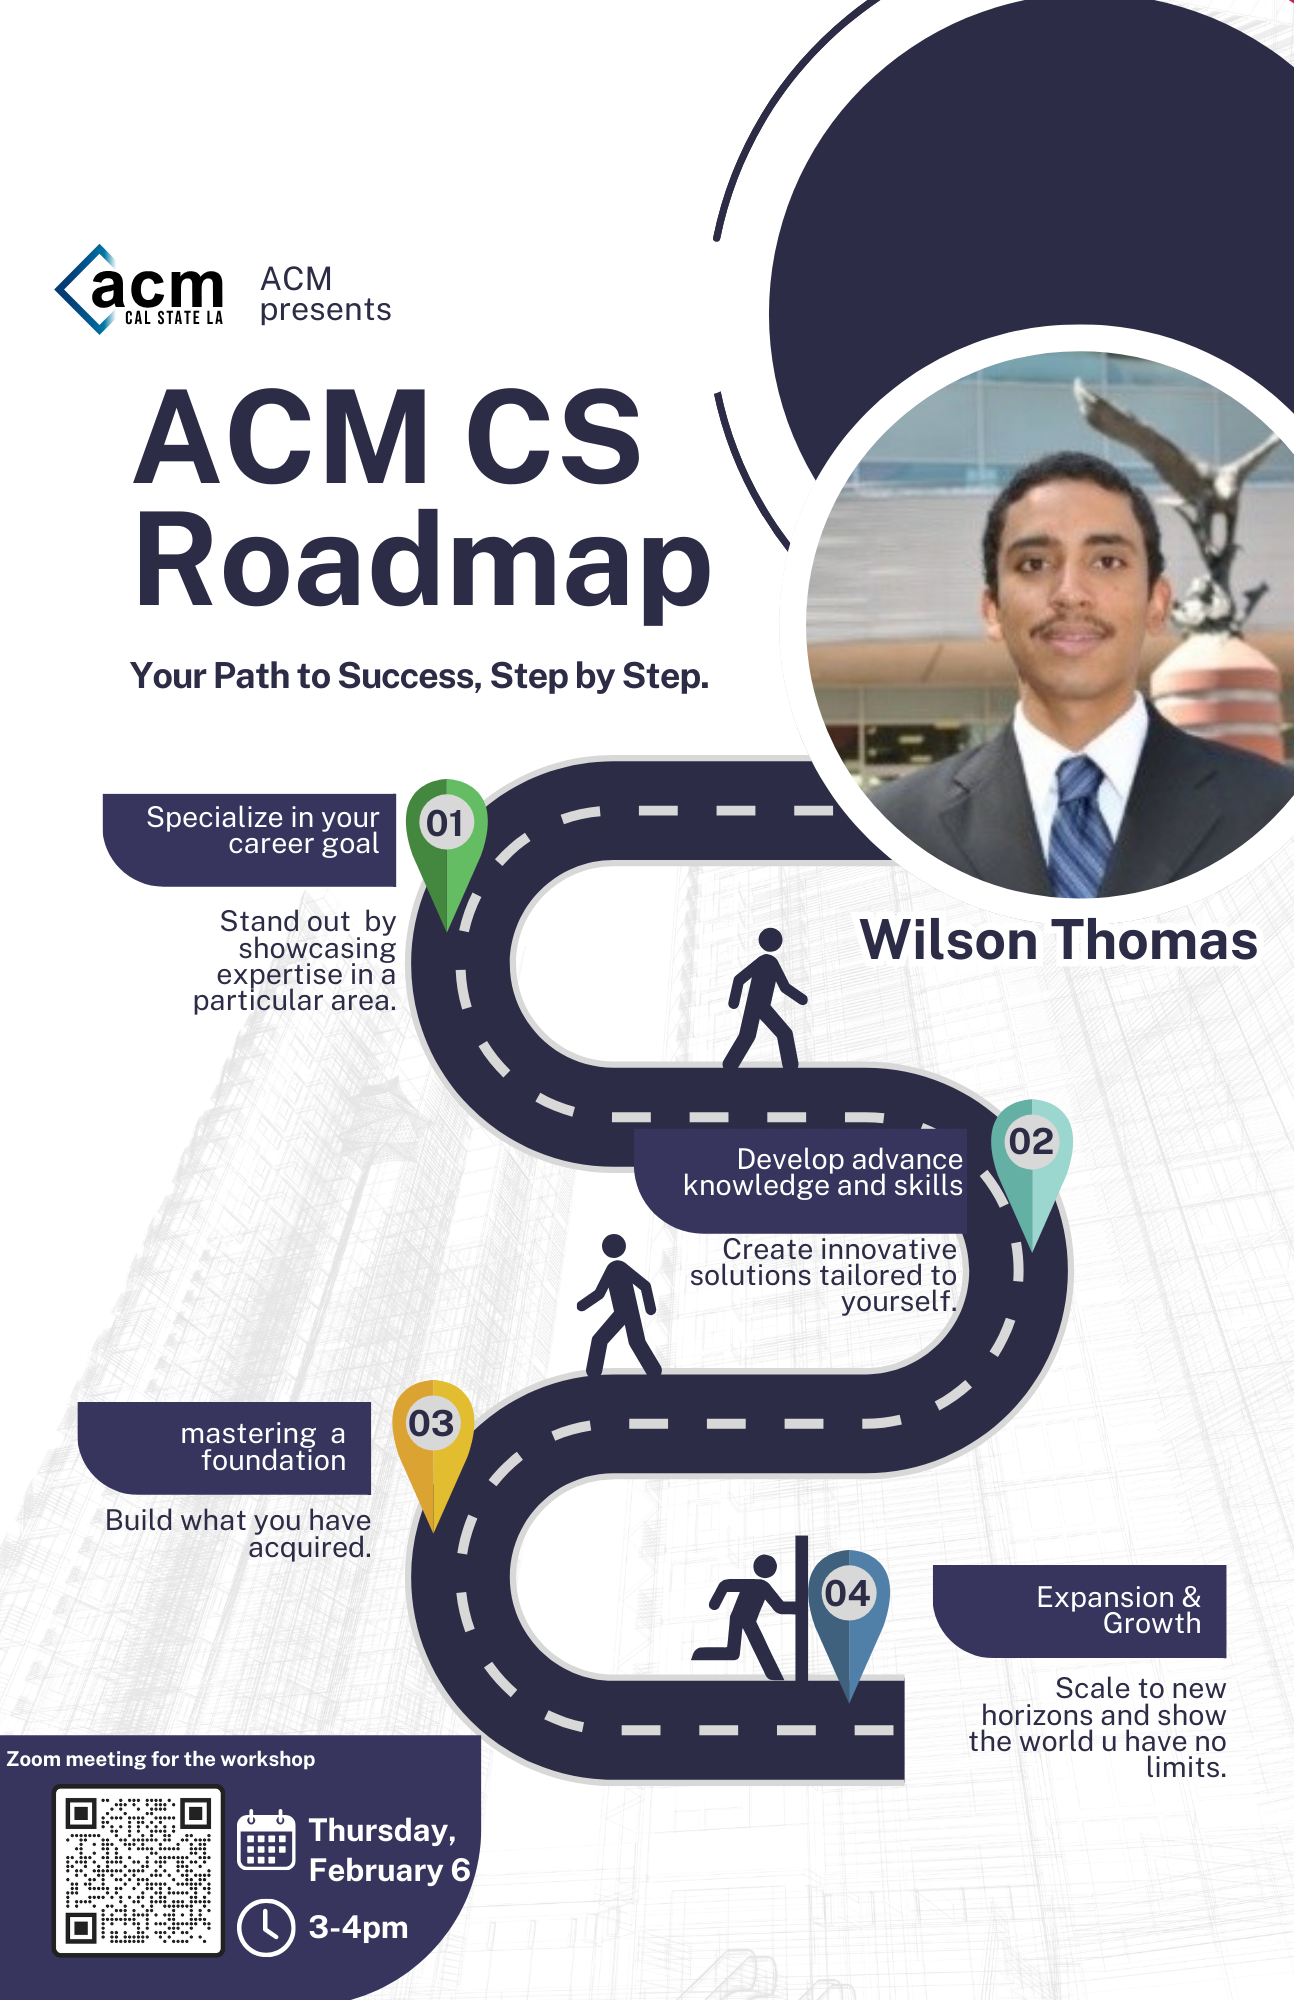 acm
CAL STATE LA
ACM
presents
ACM CS
Roadmap
Your Path to Success, Step by Step.
Wilson Thomas
01
Specialize in your
career goal
Stand out by
showcasing
expertise in a
particular area.
02
Develop advance
knowledge and skills
Create innovative
solutions tailored to
yourself.
03
mastering a
foundation
Build what you have
acquired.
04
Expansion &
Growth
Scale to new
horizons and show
the world u have no
limits.
Zoom meeting for the workshop
Thursday,
February 6
3-4pm